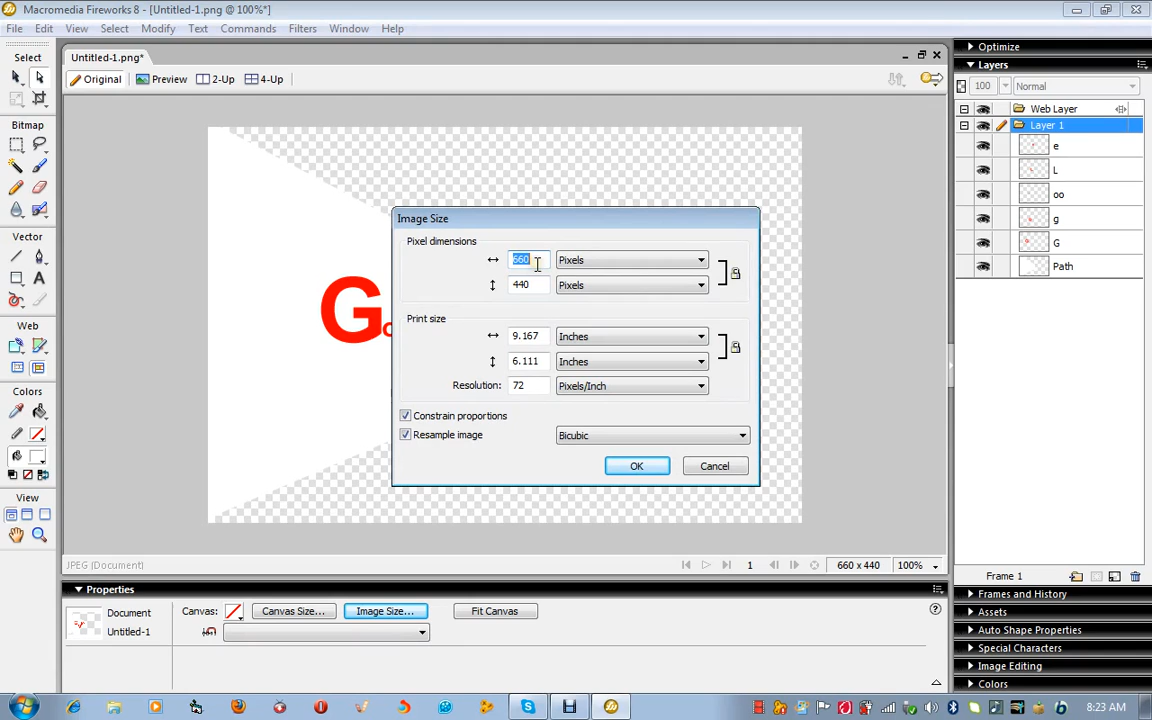 Macromedia Fireworks 8 - [Untitled-1.png @ 100%*]
File Edit View Select Modify Text Commands Filters Window Help
Select
Untitled-1.png*
Original Preview 2-Up 4-Up
Bitmap
Vector
Web
Colors
View
G
Image Size
Pixel dimensions
660 Pixels
440 Pixels
Print size
9.167 Inches
6.111 Inches
Resolution: 72 Pixels/Inch
Constrain proportions
Resample image Bicubic
OK Cancel
JPEG (Document) 1 660 x 440 100%
Properties
Document
Untitled-1
Canvas: Canvas Size... Image Size... Fit Canvas
Optimize
Layers
100 Normal
Web Layer
Layer 1
e
L
oo
g
G
Path
Frame 1
Frames and History
Assets
Auto Shape Properties
Special Characters
Image Editing
Colors
8:23 AM